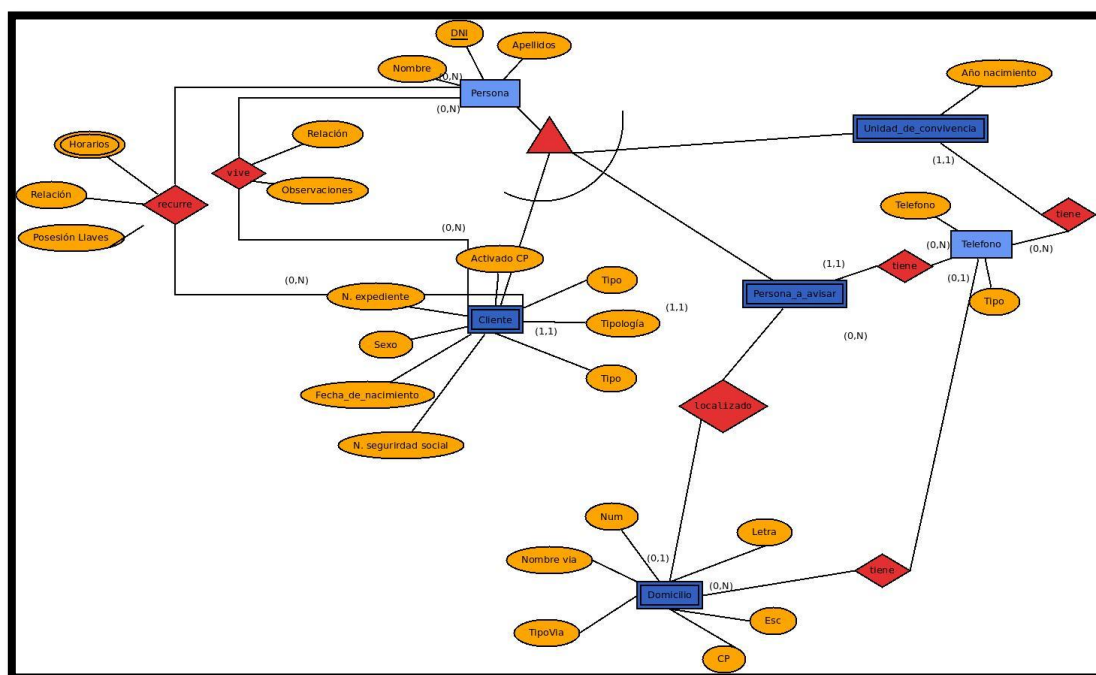 DNI
Apellidos
Nombre
(0,N)
Persona
(0,N)
Año nacimiento
Unidad_de_convivencia
(1,1)
Horarios
Relación
vive
Observaciones
Relación
recurre
Posesión Llaves
Telefono
tiene
(0,N)
Activado CP
(0,N)
Telefono
(0,N)
(1,1)
tiene
(0,1)
(0,N)
N. expediente
Tipo
Persona_a_avisar
Tipo
(1,1)
Cliente
(1,1)
Tipología
Sexo
(0,N)
Tipo
Fecha_de_nacimiento
localizado
N. segurirdad social
Num
Letra
Nombre via
(0,1)
tiene
(0,N)
Domicilio
TipoVia
Esc
CP